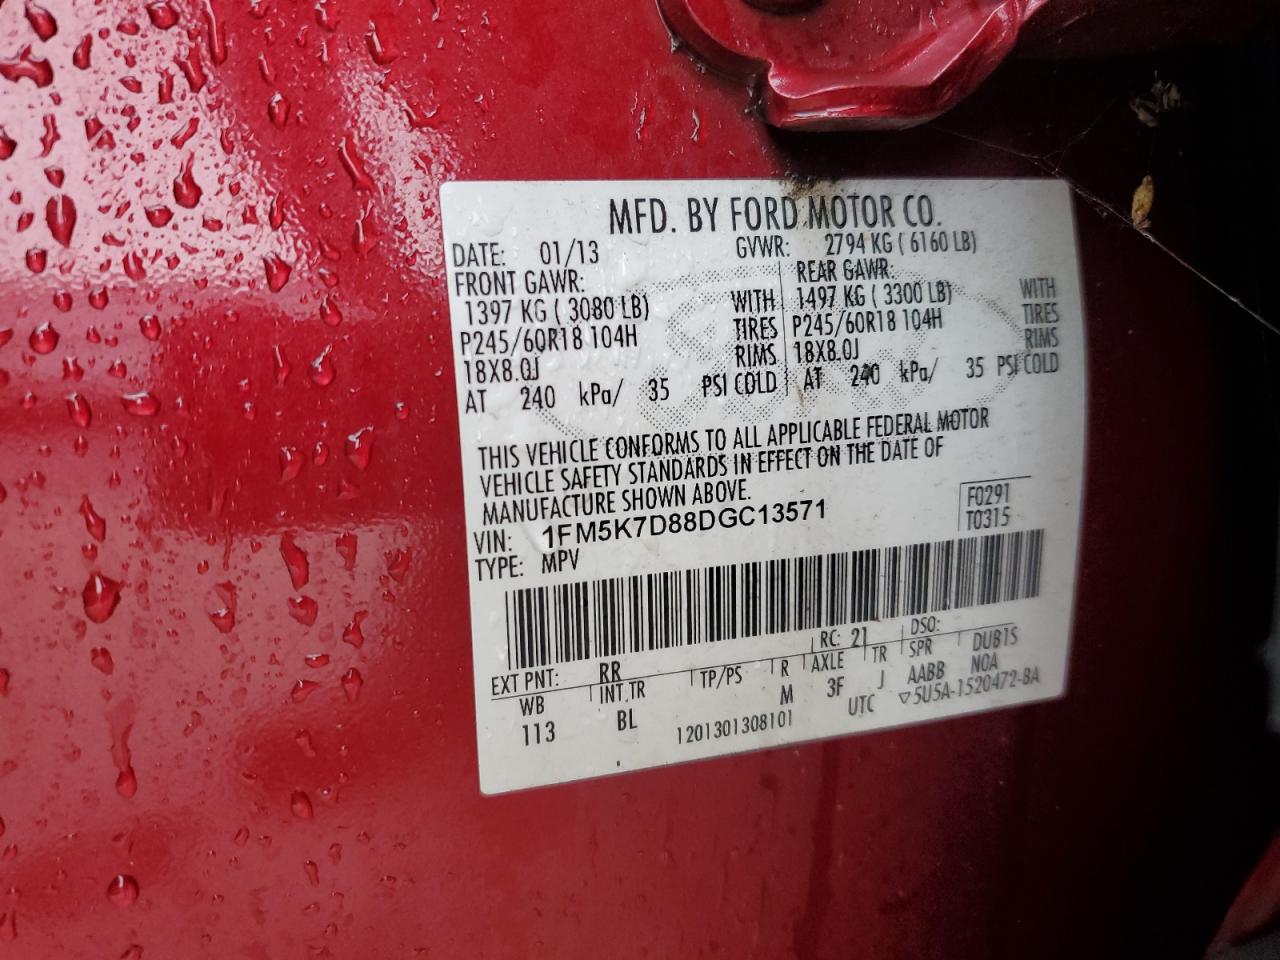 MFD. BY FORD MOTOR CO.
DATE: 01/13 GVWR: 2794 KG ( 6160 LB)
FRONT GAWR: REAR GAWR:
1397 KG ( 3080 LB) WITH 1497 KG ( 3300 LB) WITH
P245/60R18 104H TIRES P245/60R18 104H TIRES
18X8.0J RIMS 18X8.0J RIMS
AT 240 kPa/ 35 PSI COLD AT 240 kPa/ 35 PSI COLD
THIS VEHICLE CONFORMS TO ALL APPLICABLE FEDERAL MOTOR
VEHICLE SAFETY STANDARDS IN EFFECT ON THE DATE OF
MANUFACTURE SHOWN ABOVE.
F0291
T0315
VIN: 1FM5K7D88DGC13571
TYPE: MPV
EXT PNT: RR RC: 21 DSO:
WB INT TR TP/PS R AXLE TR SPR DUB1S
113 BL M 3F J AABB NOA
1201301308101 UTC ▽5U5A-1520472-BA